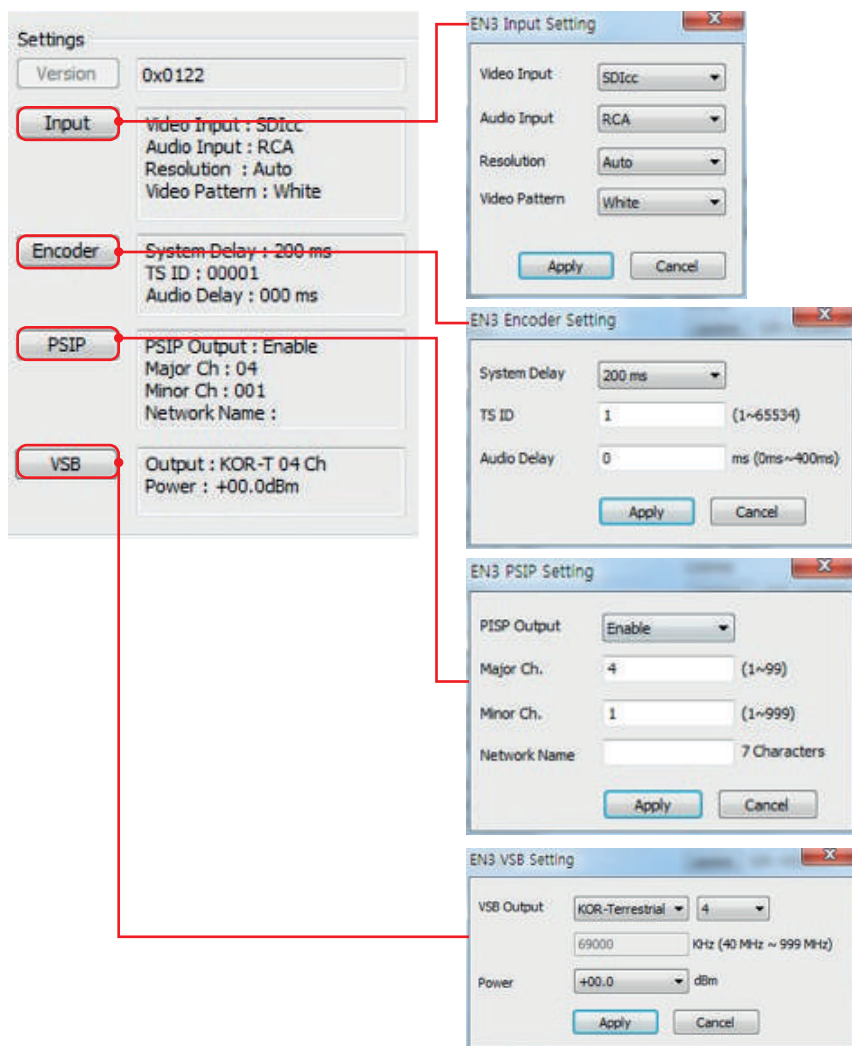 Settings
Version
0x0122
Input
Video Input : SDIcc
Audio Input : RCA
Resolution : Auto
Video Pattern : White
Encoder
System Delay : 200 ms
TS ID : 00001
Audio Delay : 000 ms
PSIP
PSIP Output : Enable
Major Ch : 04
Minor Ch : 001
Network Name :
VSB
Output : KOR-T 04 Ch
Power : +00.0dBm
EN3 Input Setting
Video Input SDIcc
Audio Input RCA
Resolution Auto
Video Pattern White
Apply Cancel
EN3 Encoder Setting
System Delay 200 ms
TS ID 1 (1~65534)
Audio Delay 0 ms (0ms~400ms)
Apply Cancel
EN3 PSIP Setting
PISP Output Enable
Major Ch. 4 (1~99)
Minor Ch. 1 (1~999)
Network Name 7 Characters
Apply Cancel
EN3 VSB Setting
VSB Output KOR-Terrestrial 4
69000 KHz (40 MHz ~ 999 MHz)
Power +00.0 dBm
Apply Cancel